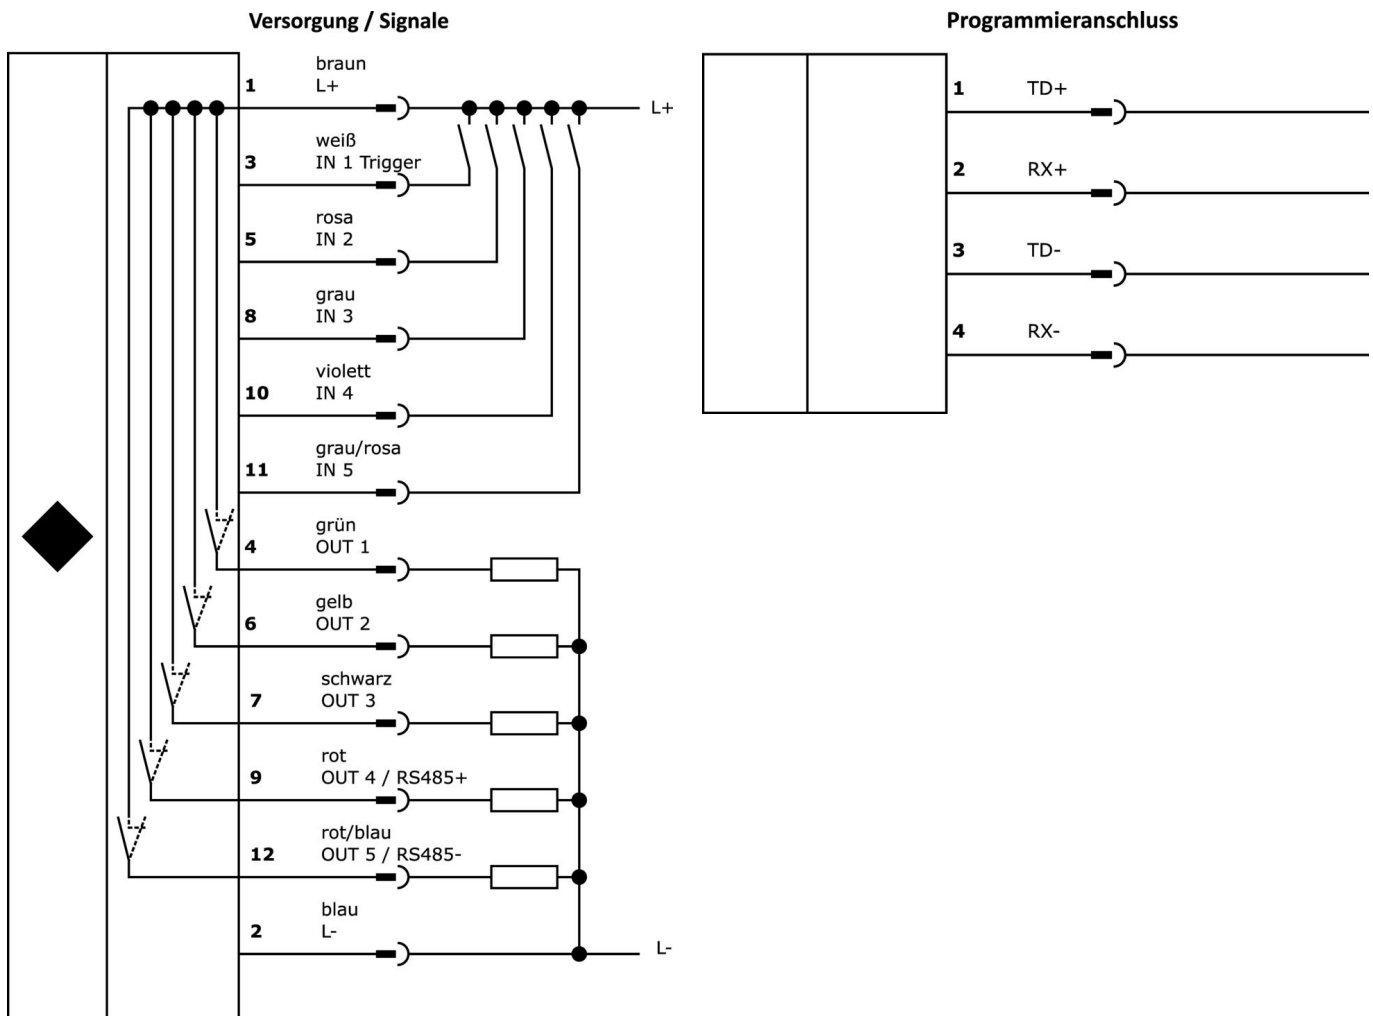 Versorgung / Signale
1
braun
L+
L+
3
weiß
IN 1 Trigger
5
rosa
IN 2
8
grau
IN 3
10
violett
IN 4
11
grau/rosa
IN 5
4
grün
OUT 1
6
gelb
OUT 2
7
schwarz
OUT 3
9
rot
OUT 4 / RS485+
12
rot/blau
OUT 5 / RS485-
2
blau
L-
L-
Programmieranschluss
1 TD+
2 RX+
3 TD-
4 RX-